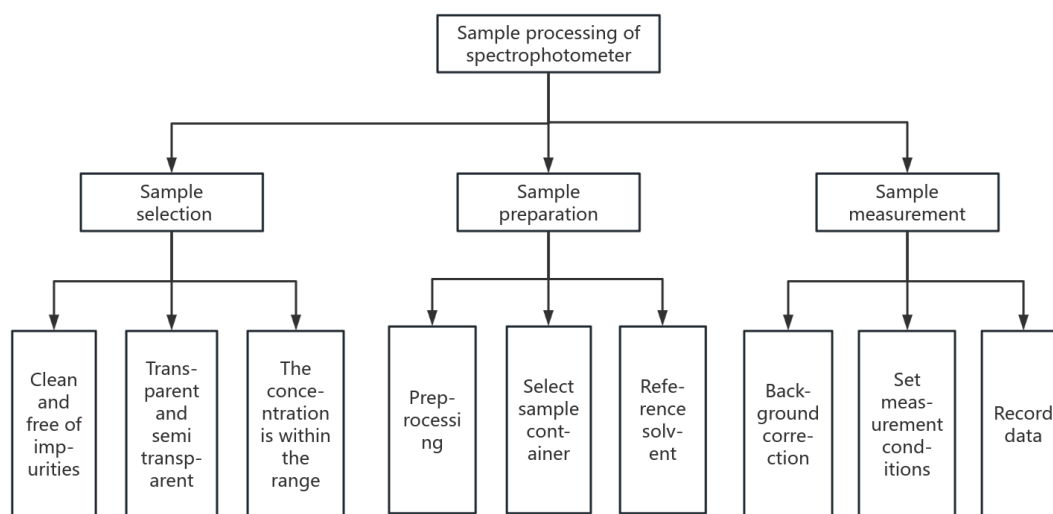 Sample processing of
spectrophotometer
Sample
selection
Sample
preparation
Sample
measurement
Clean
and
free of
imp-
urities
Trans-
parent
and
semi
transp-
arent
The
conce-
ntration
is within
the
range
Prep-
rocessi
ng
Select
sample
cont-
ainer
Refe-
rence
solv-
ent
Back-
ground
corre-
ction
Set
meas-
urement
cond-
itions
Record
data